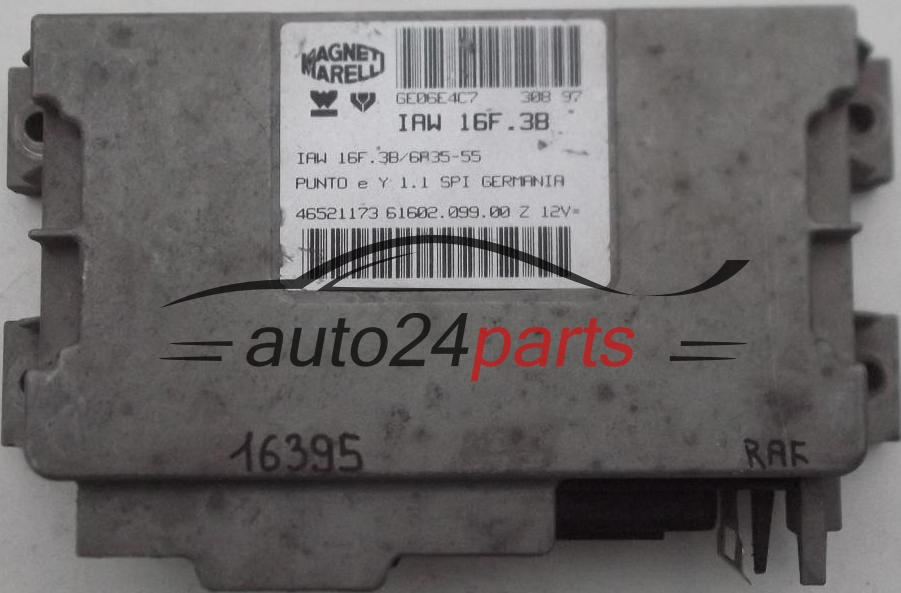 MAGNETI
MARELLI
GE06E4C7 308 97
IAW 16F.3B
IAW 16F.3B/6A35-55
PUNTO e Y 1.1 SPI GERMANIA
46521173 61602.099.00 Z 12V=
auto24parts
16395 RAF